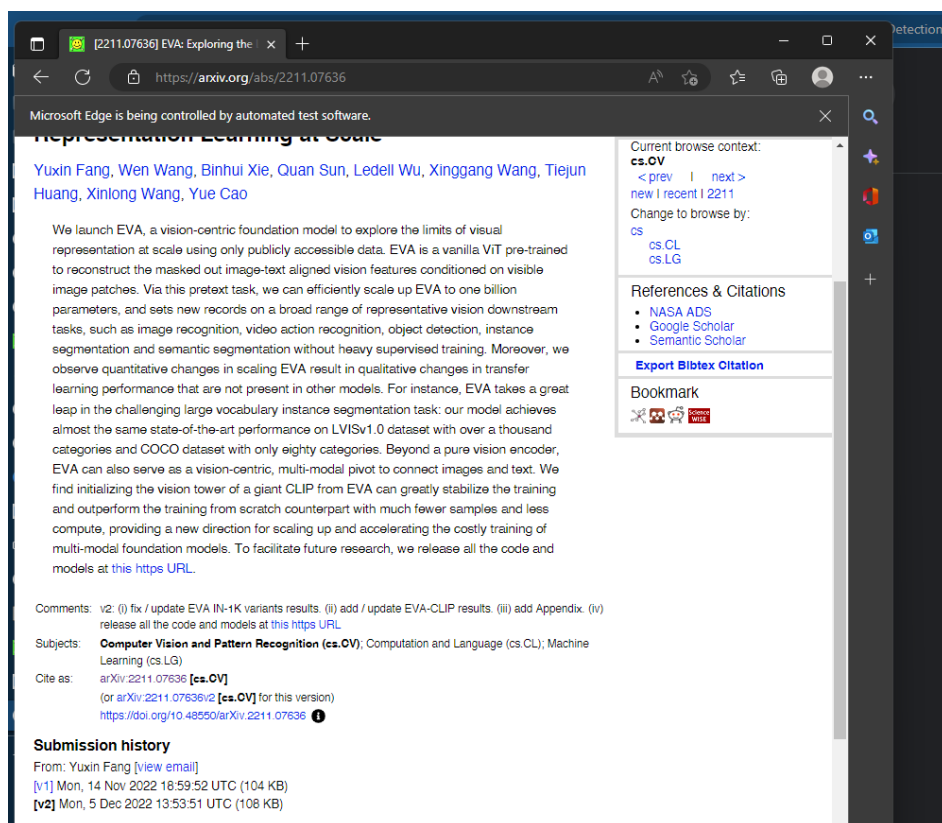 Detection
[2211.07636] EVA: Exploring the
https://arxiv.org/abs/2211.07636
Microsoft Edge is being controlled by automated test software.
Representation Learning at Scale
Yuxin Fang, Wen Wang, Binhui Xie, Quan Sun, Ledell Wu, Xinggang Wang, Tiejun
Huang, Xinlong Wang, Yue Cao
We launch EVA, a vision-centric foundation model to explore the limits of visual
representation at scale using only publicly accessible data. EVA is a vanilla ViT pre-trained
to reconstruct the masked out image-text aligned vision features conditioned on visible
image patches. Via this pretext task, we can efficiently scale up EVA to one billion
parameters, and sets new records on a broad range of representative vision downstream
tasks, such as image recognition, video action recognition, object detection, instance
segmentation and semantic segmentation without heavy supervised training. Moreover, we
observe quantitative changes in scaling EVA result in qualitative changes in transfer
learning performance that are not present in other models. For instance, EVA takes a great
leap in the challenging large vocabulary instance segmentation task: our model achieves
almost the same state-of-the-art performance on LVISv1.0 dataset with over a thousand
categories and COCO dataset with only eighty categories. Beyond a pure vision encoder,
EVA can also serve as a vision-centric, multi-modal pivot to connect images and text. We
find initializing the vision tower of a giant CLIP from EVA can greatly stabilize the training
and outperform the training from scratch counterpart with much fewer samples and less
compute, providing a new direction for scaling up and accelerating the costly training of
multi-modal foundation models. To facilitate future research, we release all the code and
models at this https URL.
Comments: v2: (i) fix / update EVA IN-1K variants results. (ii) add / update EVA-CLIP results. (iii) add Appendix. (iv)
release all the code and models at this https URL
Subjects: Computer Vision and Pattern Recognition (cs.CV); Computation and Language (cs.CL); Machine
Learning (cs.LG)
Cite as: arXiv:2211.07636 [cs.CV]
(or arXiv:2211.07636v2 [cs.CV] for this version)
https://doi.org/10.48550/arXiv.2211.07636
Submission history
From: Yuxin Fang [view email]
[v1] Mon, 14 Nov 2022 18:59:52 UTC (104 KB)
[v2] Mon, 5 Dec 2022 13:53:51 UTC (108 KB)
Current browse context:
cs.CV
< prev | next >
new | recent | 2211
Change to browse by:
cs
cs.CL
cs.LG
References & Citations
NASA ADS
Google Scholar
Semantic Scholar
Export Bibtex Citation
Bookmark
Science
WISE